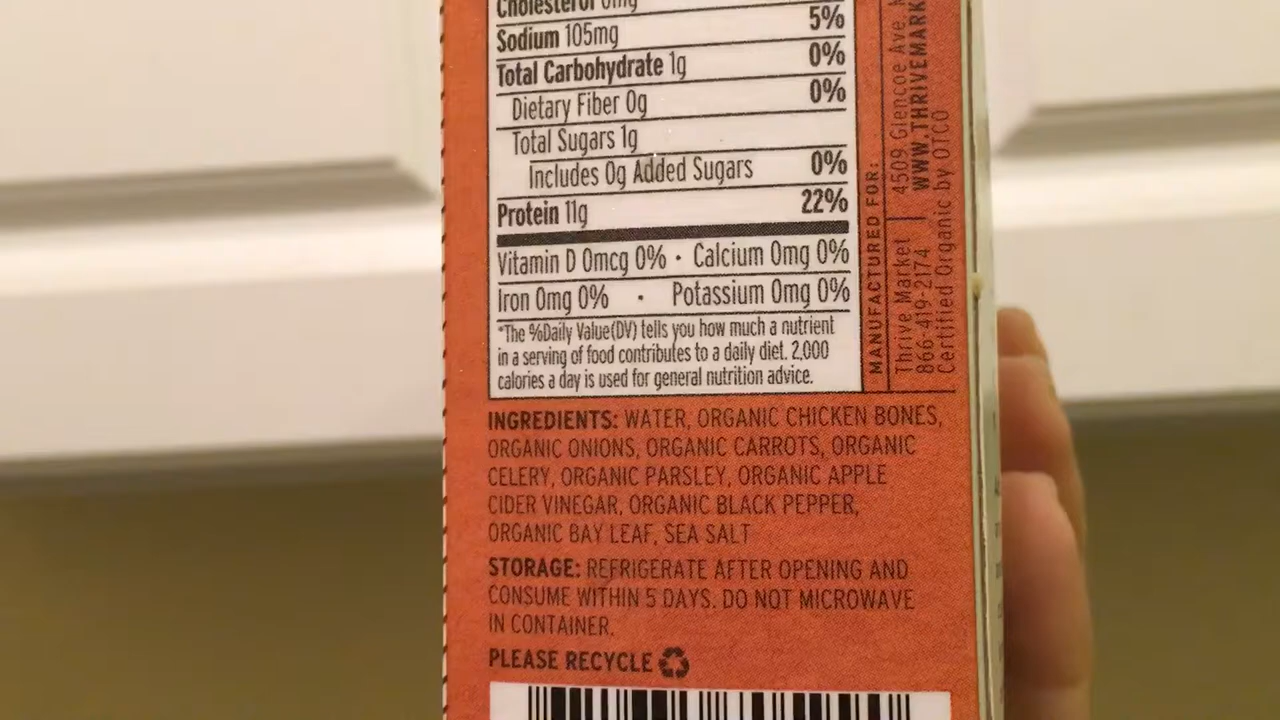 Cholesterol 0mg
Sodium 105mg 5%
Total Carbohydrate 1g 0%
Dietary Fiber 0g 0%
Total Sugars 1g
Includes 0g Added Sugars 0%
Protein 11g 22%
Vitamin D 0mcg 0% • Calcium 0mg 0%
Iron 0mg 0% • Potassium 0mg 0%
*The %Daily Value(DV) tells you how much a nutrient
in a serving of food contributes to a daily diet. 2,000
calories a day is used for general nutrition advice.
MANUFACTURED FOR:
Thrive Market | 4509 Glencoe Ave,
866-419-2174 | WWW.THRIVEMARK
Certified Organic by OTCO
INGREDIENTS: WATER, ORGANIC CHICKEN BONES,
ORGANIC ONIONS, ORGANIC CARROTS, ORGANIC
CELERY, ORGANIC PARSLEY, ORGANIC APPLE
CIDER VINEGAR, ORGANIC BLACK PEPPER,
ORGANIC BAY LEAF, SEA SALT
STORAGE: REFRIGERATE AFTER OPENING AND
CONSUME WITHIN 5 DAYS. DO NOT MICROWAVE
IN CONTAINER.
PLEASE RECYCLE